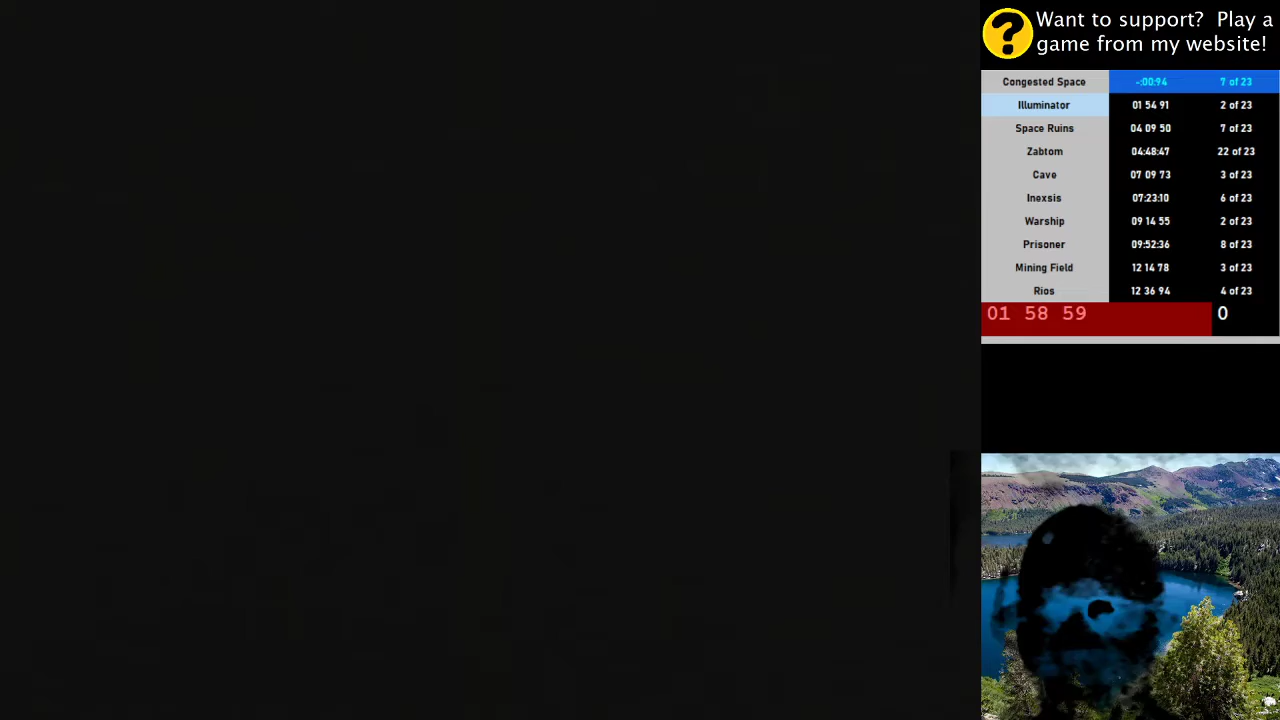 ?
Want to support? Play a
game from my website!
Congested Space -:00:94 7 of 23
Illuminator 01 54 91 2 of 23
Space Ruins 04 09 50 7 of 23
Zabtom 04:48:47 22 of 23
Cave 07 09 73 3 of 23
Inexsis 07:23:10 6 of 23
Warship 09 14 55 2 of 23
Prisoner 09:52:36 8 of 23
Mining Field 12 14 78 3 of 23
Rios 12 36 94 4 of 23
01 58 59 0